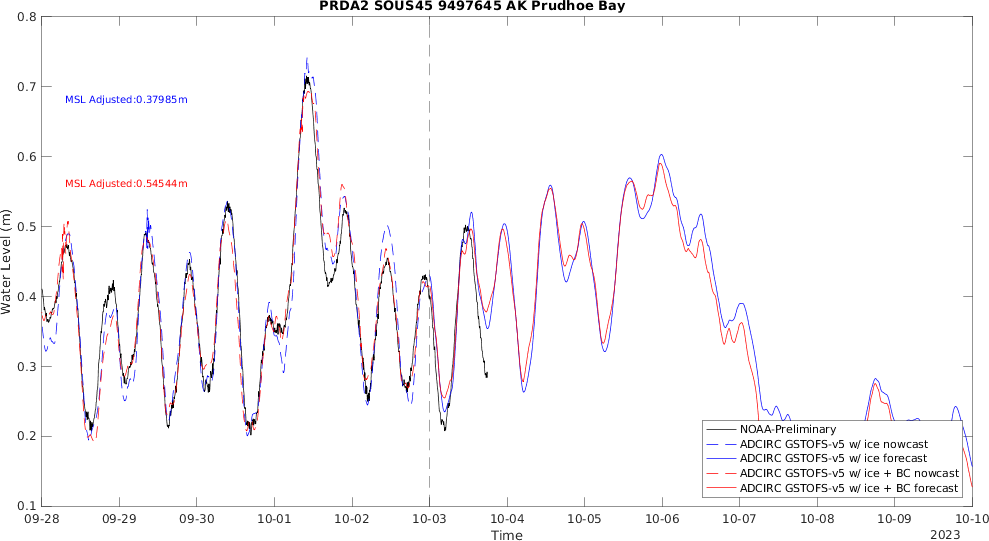 PRDA2 SOUS45 9497645 AK Prudhoe Bay
0.8
0.7
0.6
0.5
0.4
0.3
0.2
0.1
Water Level (m)
MSL Adjusted:0.37985m
MSL Adjusted:0.54544m
NOAA-Preliminary
ADCIRC GSTOFS-v5 w/ ice nowcast
ADCIRC GSTOFS-v5 w/ ice forecast
ADCIRC GSTOFS-v5 w/ ice + BC nowcast
ADCIRC GSTOFS-v5 w/ ice + BC forecast
09-28 09-29 09-30 10-01 10-02 10-03 10-04 10-05 10-06 10-07 10-08 10-09 10-10
Time
2023